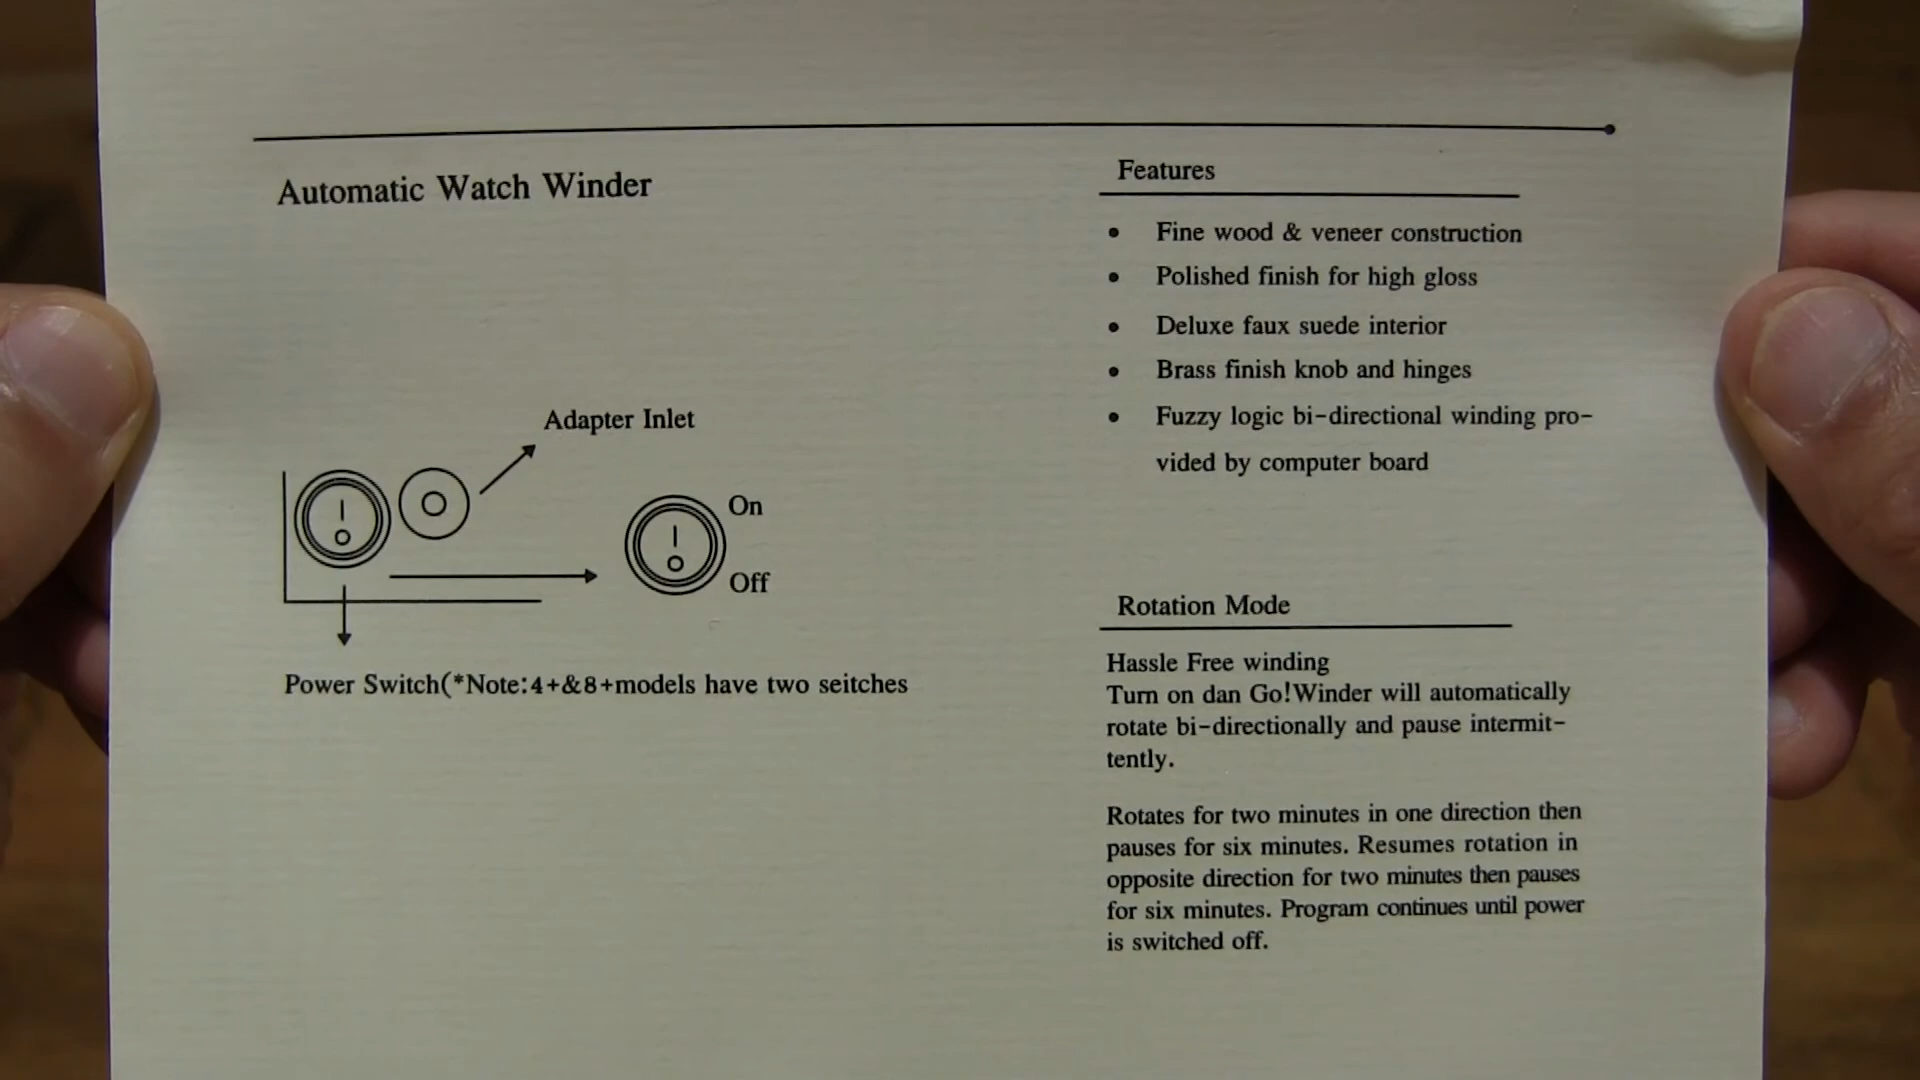 Automatic Watch Winder
Adapter Inlet
On
Off
Power Switch(*Note:4+&8+models have two seitches
Features
• Fine wood & veneer construction
• Polished finish for high gloss
• Deluxe faux suede interior
• Brass finish knob and hinges
• Fuzzy logic bi-directional winding pro-
vided by computer board
Rotation Mode
Hassle Free winding
Turn on dan Go!Winder will automatically
rotate bi-directionally and pause intermit-
tently.
Rotates for two minutes in one direction then
pauses for six minutes. Resumes rotation in
opposite direction for two minutes then pauses
for six minutes. Program continues until power
is switched off.